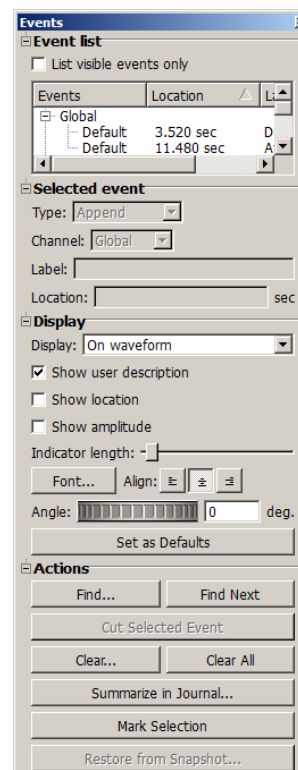 Events
Event list
List visible events only
Events Location
Global
Default 3.520 sec D
Default 11.480 sec A
Selected event
Type: Append
Channel: Global
Label:
Location: sec
Display
Display: On waveform
Show user description
Show location
Show amplitude
Indicator length:
Font... Align:
Angle: 0 deg.
Set as Defaults
Actions
Find... Find Next
Cut Selected Event
Clear... Clear All
Summarize in Journal...
Mark Selection
Restore from Snapshot...